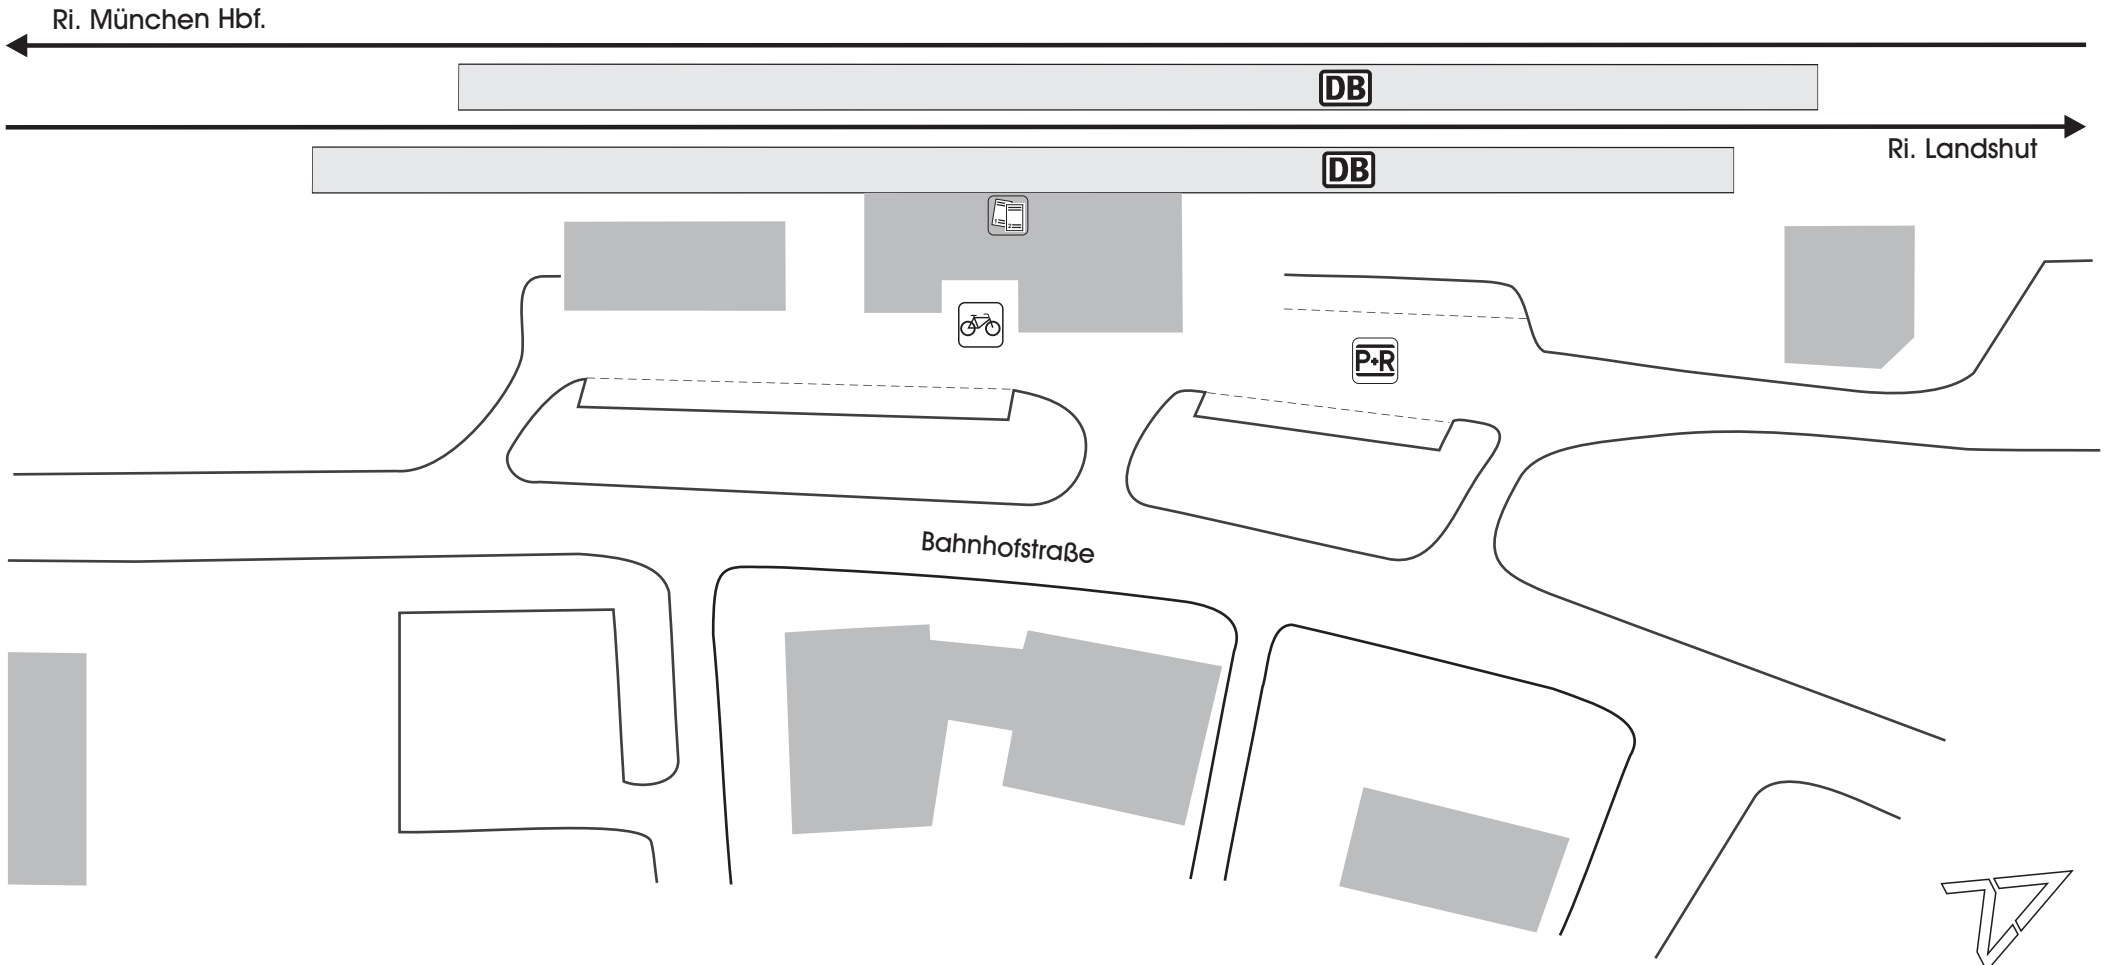 Ri. München Hbf.
DB
DB
Ri. Landshut
P+R
Bahnhofstraße